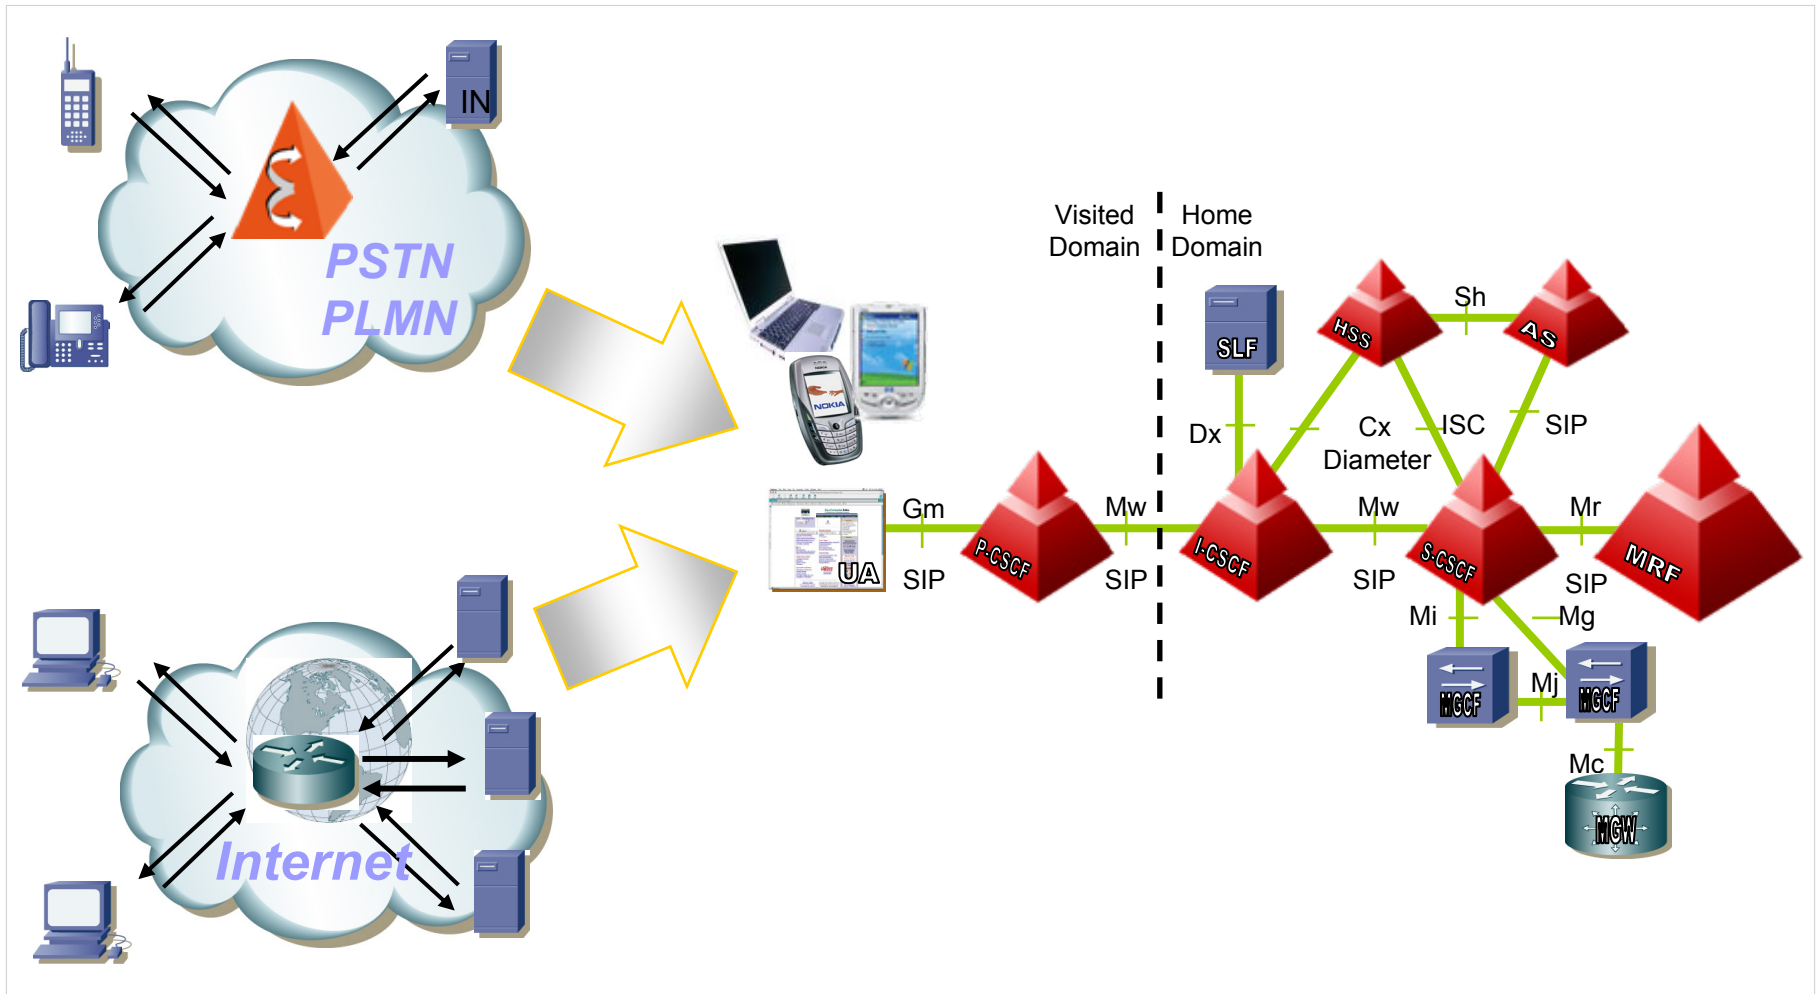 IN
PSTN
PLMN
Internet
NOKIA
UA
Gm
SIP
P-CSCF
Mw
SIP
Visited
Domain
Home
Domain
SLF
Dx
HSS
Sh
AS
Cx
Diameter
ISC
SIP
I-CSCF
Mw
SIP
S-CSCF
Mr
SIP
MRF
Mi
Mg
MGCF
Mj
MGCF
Mc
MGW